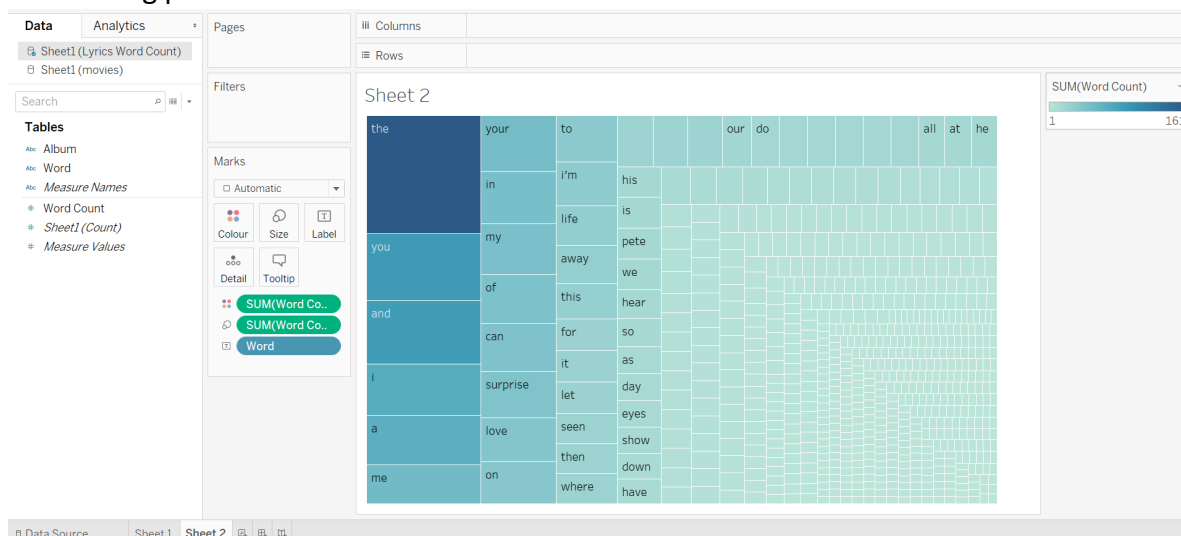 Data Analytics
Sheet1 (Lyrics Word Count)
Sheet1 (movies)
Search
Tables
Abc Album
Abc Word
Abc Measure Names
# Word Count
# Sheet1 (Count)
# Measure Values
Pages
Filters
Marks
Automatic
Colour Size Label
Detail Tooltip
SUM(Word Co..
SUM(Word Co..
Word
Columns
Rows
Sheet 2
the
you
and
i
a
me
your
in
my
of
can
surprise
love
on
to
i'm
life
away
this
for
it
let
seen
then
where
his
is
pete
we
hear
so
as
day
eyes
show
down
have
our do all at he
SUM(Word Count)
1 161
Data Source Sheet 1 Sheet 2